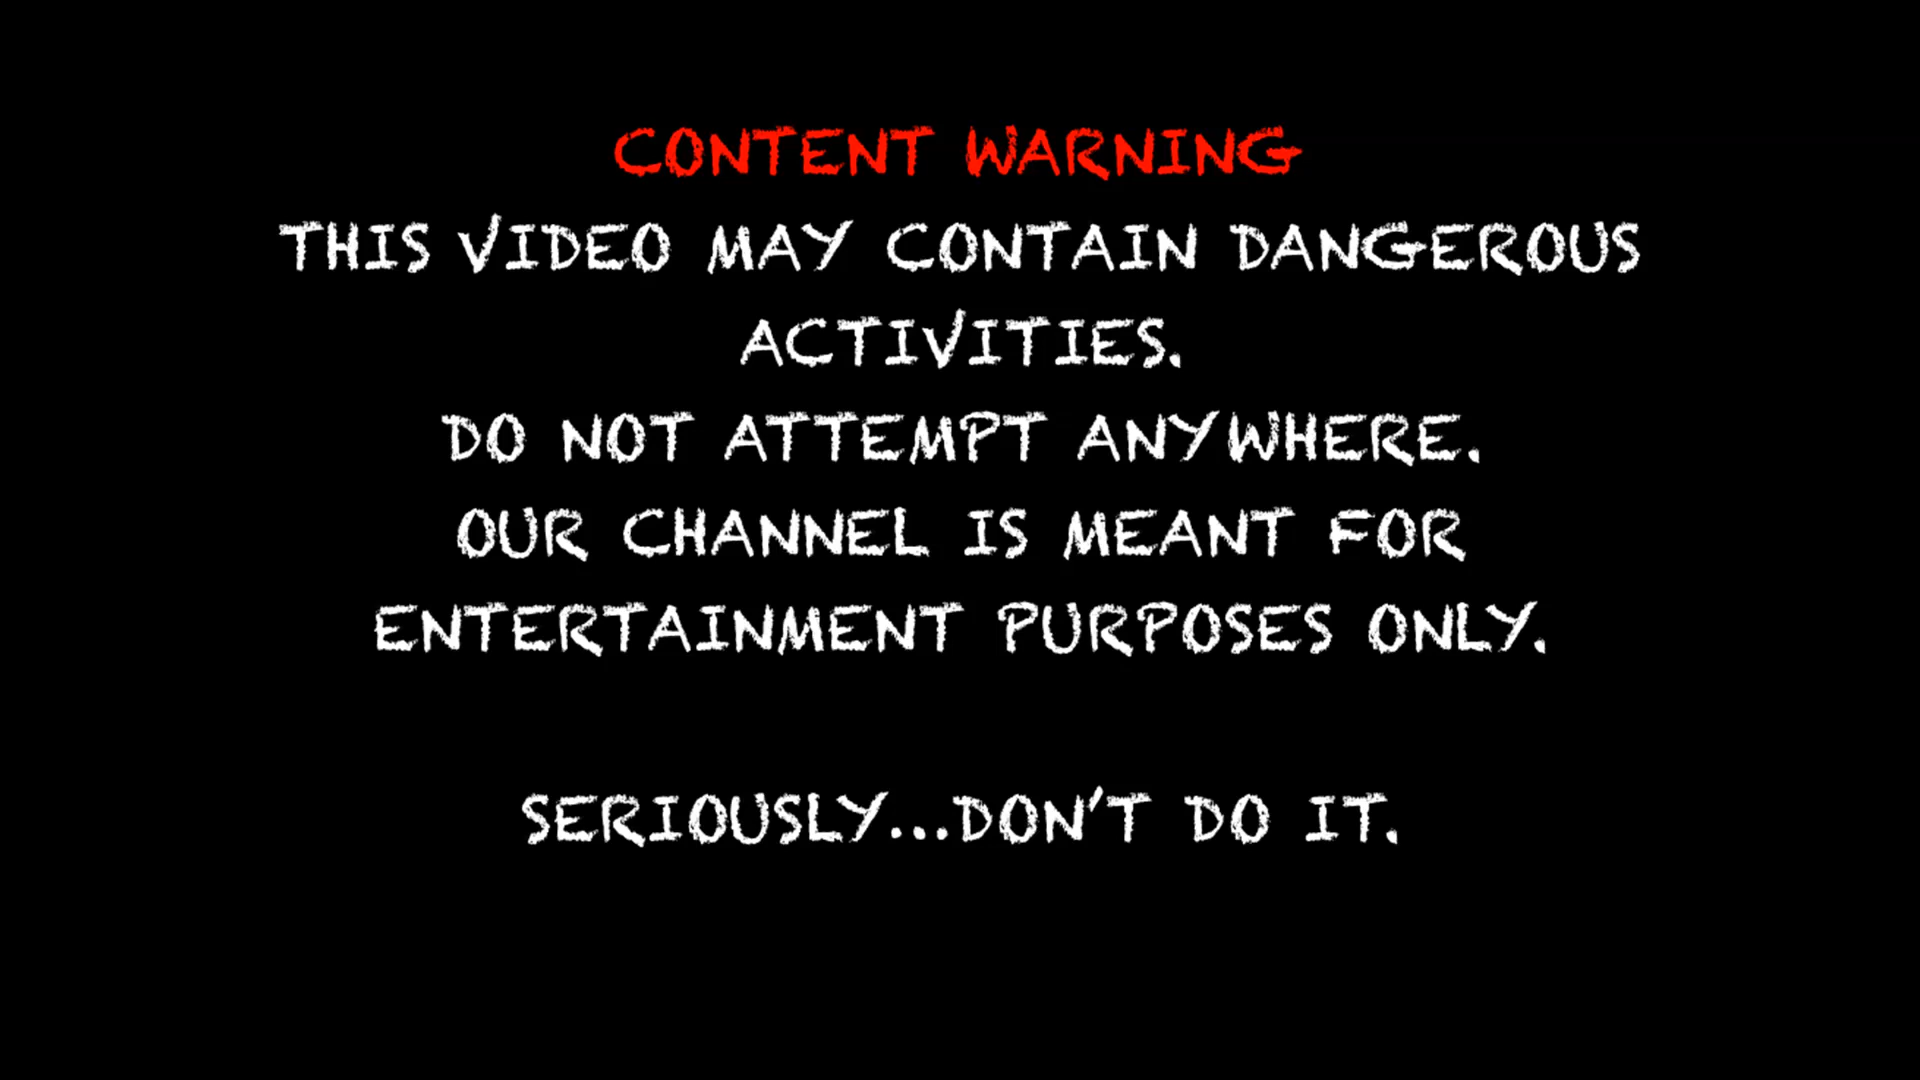 CONTENT WARNING
THIS VIDEO MAY CONTAIN DANGEROUS
ACTIVITIES.
DO NOT ATTEMPT ANYWHERE.
OUR CHANNEL IS MEANT FOR
ENTERTAINMENT PURPOSES ONLY.
SERIOUSLY...DON'T DO IT.